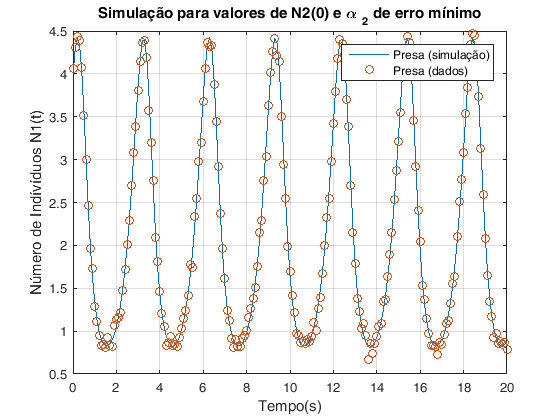 Simulação para valores de N2(0) e α 2 de erro mínimo
Presa (simulação)
Presa (dados)
Número de Indivíduos N1(t)
4.5
4
3.5
3
2.5
2
1.5
1
0.5
0 2 4 6 8 10 12 14 16 18 20
Tempo(s)